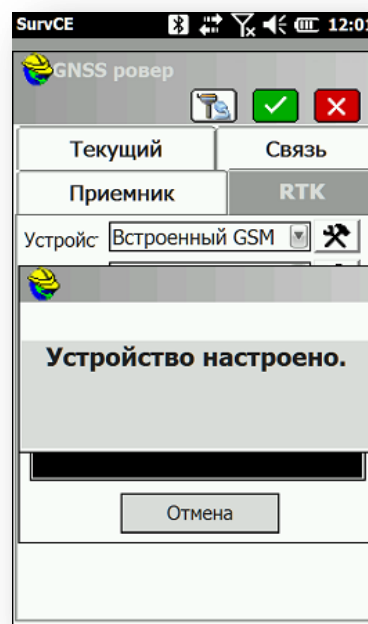 SurvCE 12:01
GNSS ровер
Текущий Связь
Приемник RTK
Устройс Встроенный GSM
Устройство настроено.
Отмена